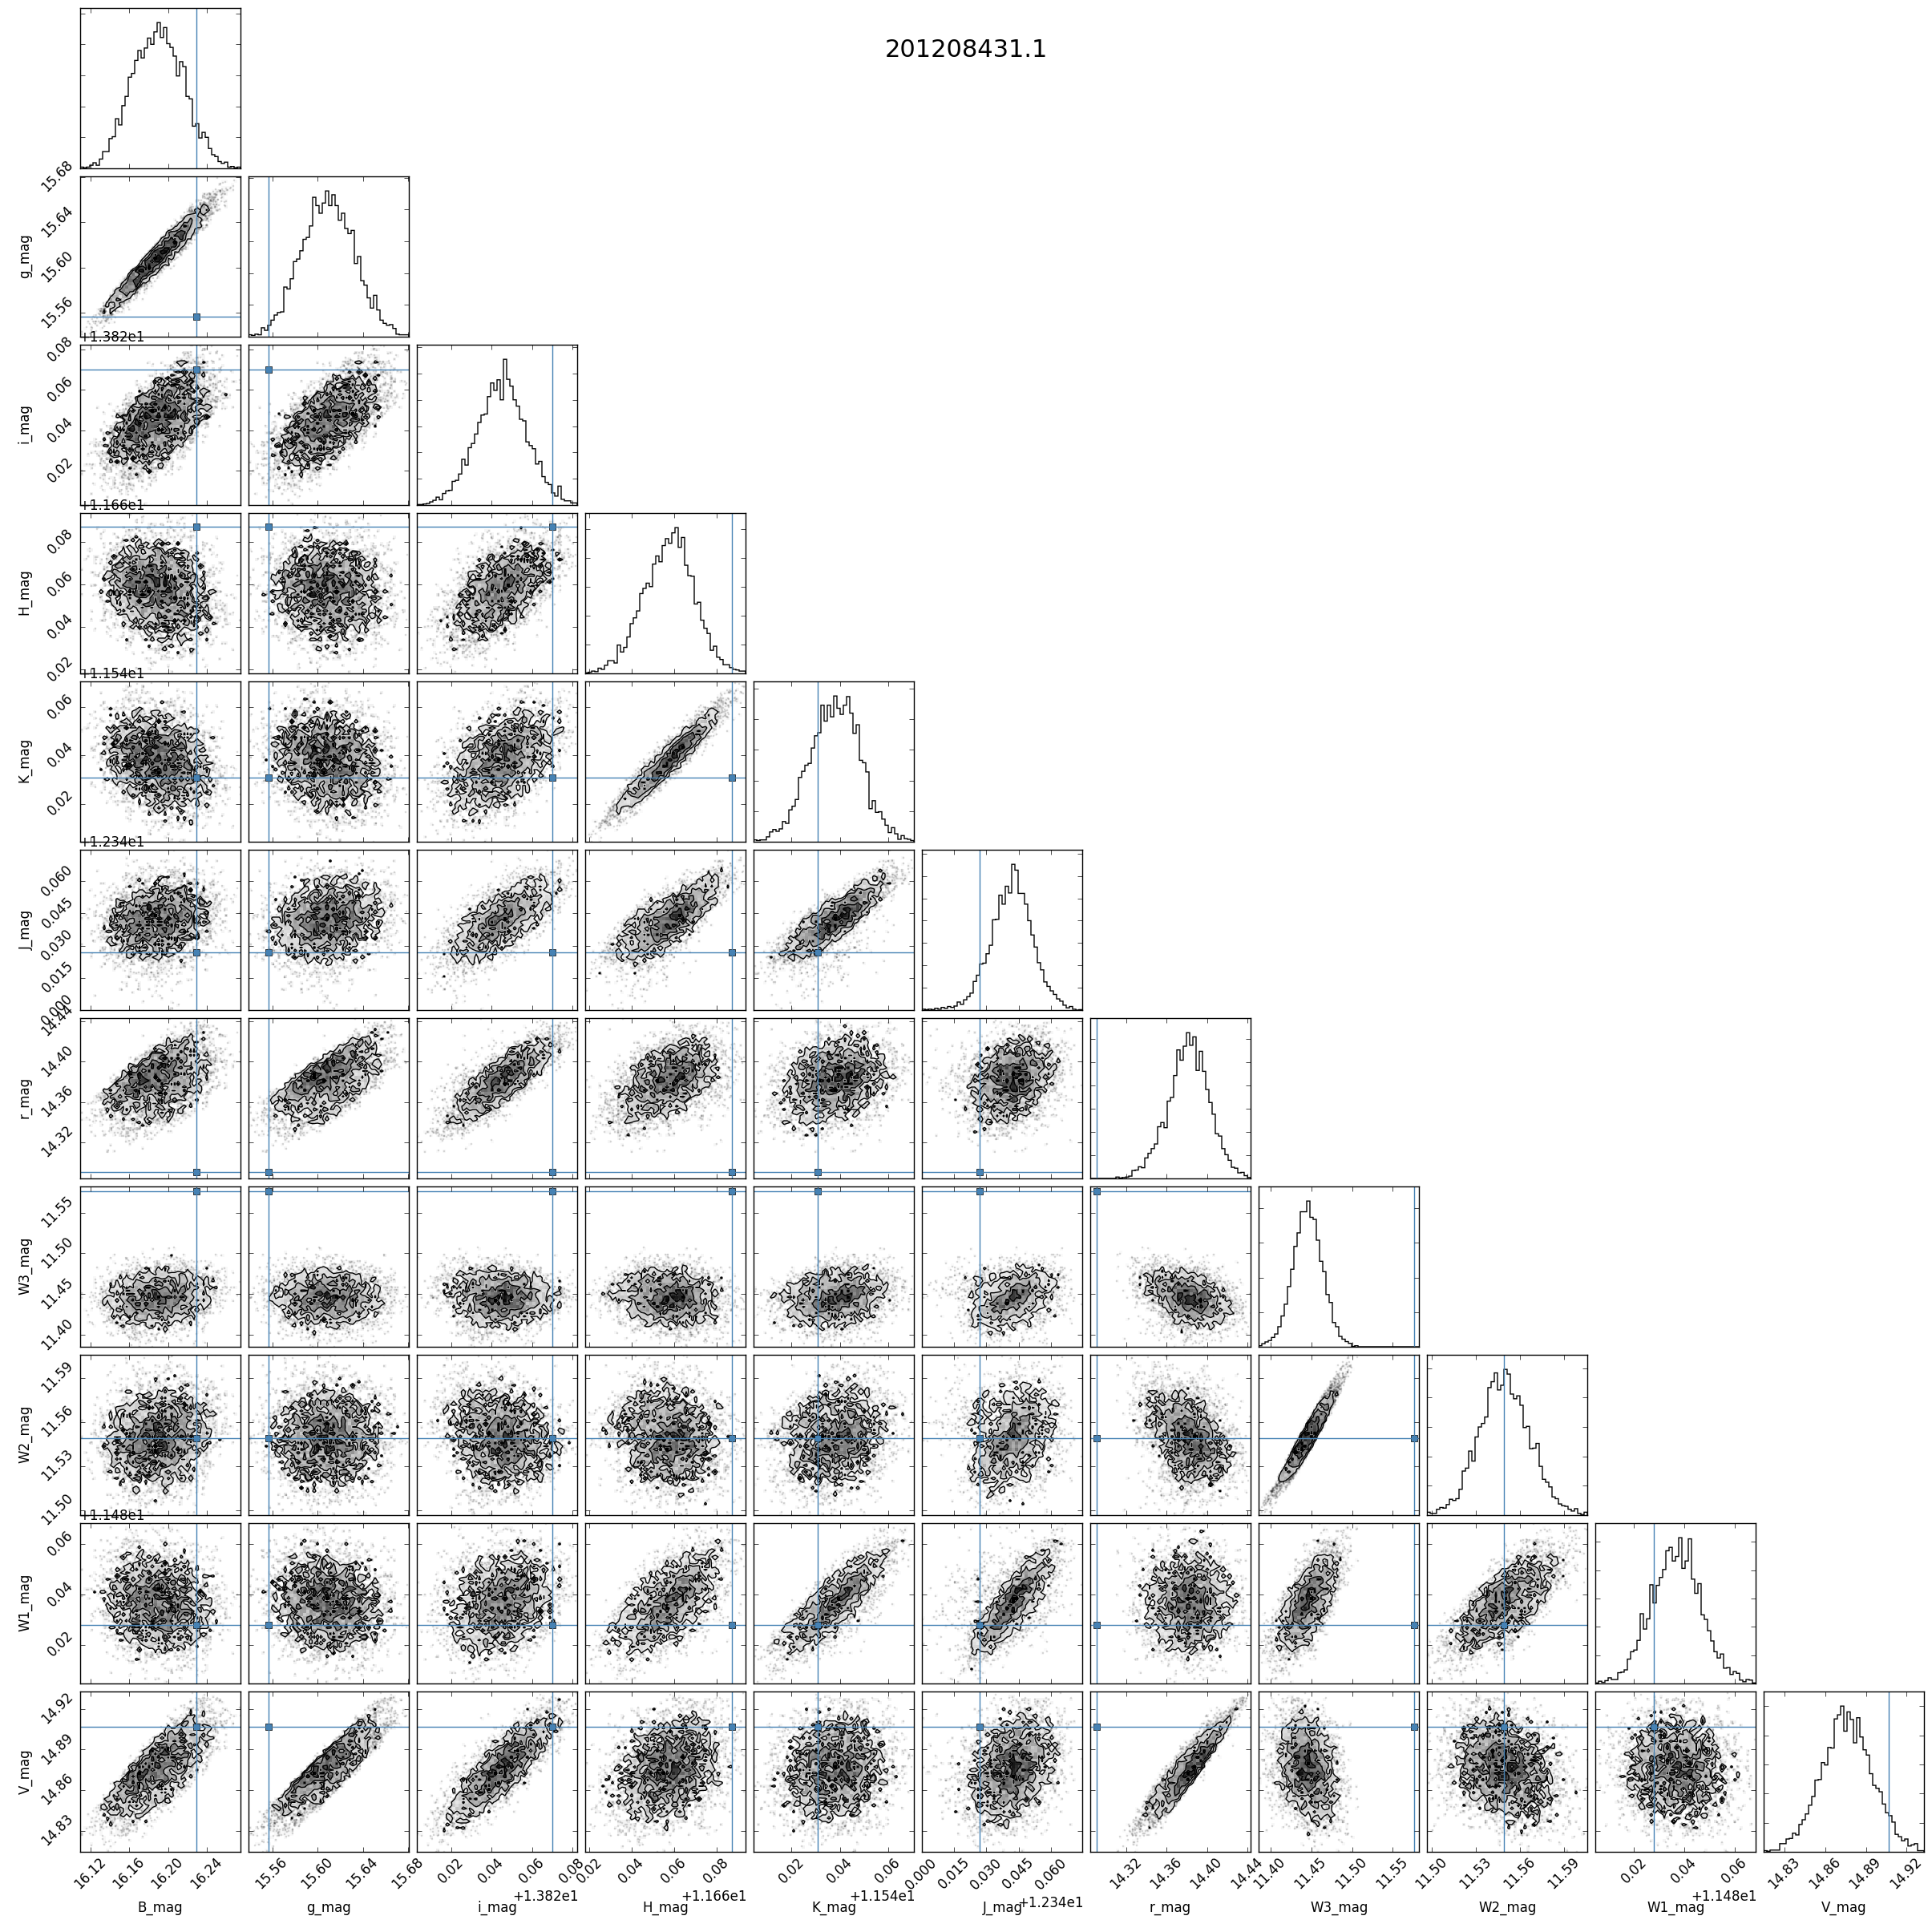 201208431.1
15.68
15.64
15.60
15.56
g_mag
+1.382e1
0.08
0.06
0.04
0.02
i_mag
+1.166e1
0.08
0.06
0.04
0.02
H_mag
+1.154e1
0.06
0.04
0.02
K_mag
+1.234e1
0.060
0.045
0.030
0.015
0.000
J_mag
14.44
14.40
14.36
14.32
r_mag
11.55
11.50
11.45
11.40
W3_mag
11.59
11.56
11.53
11.50
W2_mag
+1.148e1
0.06
0.04
0.02
W1_mag
14.92
14.89
14.86
14.83
V_mag
16.12 16.16 16.20 16.24
15.56 15.60 15.64 15.68
0.02 0.04 0.06 0.08
0.02 0.04 0.06 0.08
0.02 0.04 0.06
0.000 0.015 0.030 0.045 0.060
14.32 14.36 14.40 14.44
11.40 11.45 11.50 11.55
11.50 11.53 11.56 11.59
0.02 0.04 0.06
14.83 14.86 14.89 14.92
+1.382e1 +1.166e1 +1.154e1 +1.234e1 +1.148e1
B_mag g_mag i_mag H_mag K_mag J_mag r_mag W3_mag W2_mag W1_mag V_mag